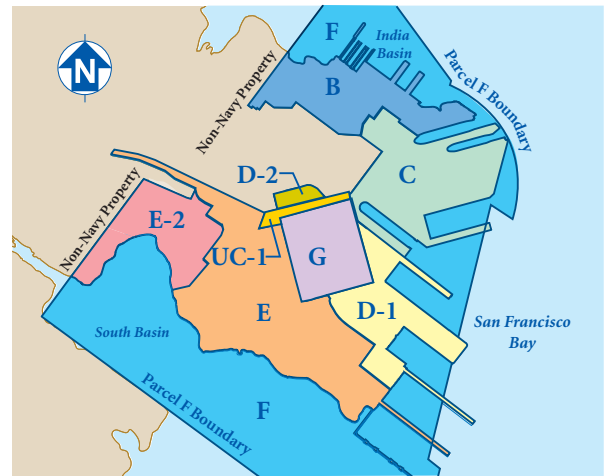 F
India
Basin
N
B
Parcel F Boundary
Non-Navy Property
C
D-2
Non-Navy Property
E-2
UC-1
G
E
D-1
South Basin
San Francisco
Bay
Parcel F Boundary
F